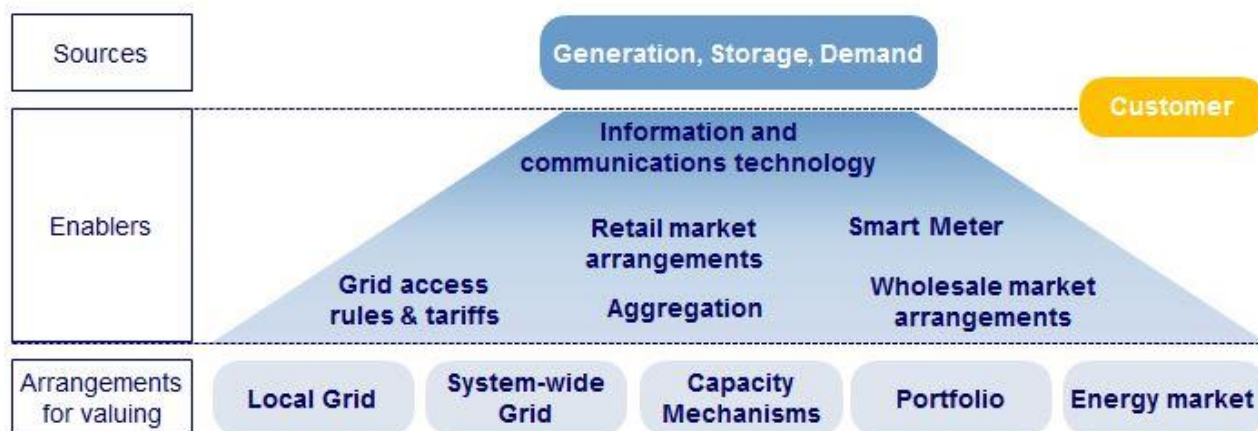 Sources
Generation, Storage, Demand
Customer
Enablers
Information and
communications technology
Retail market
arrangements
Smart Meter
Grid access
rules & tariffs
Aggregation
Wholesale market
arrangements
Arrangements
for valuing
Local Grid
System-wide
Grid
Capacity
Mechanisms
Portfolio
Energy market